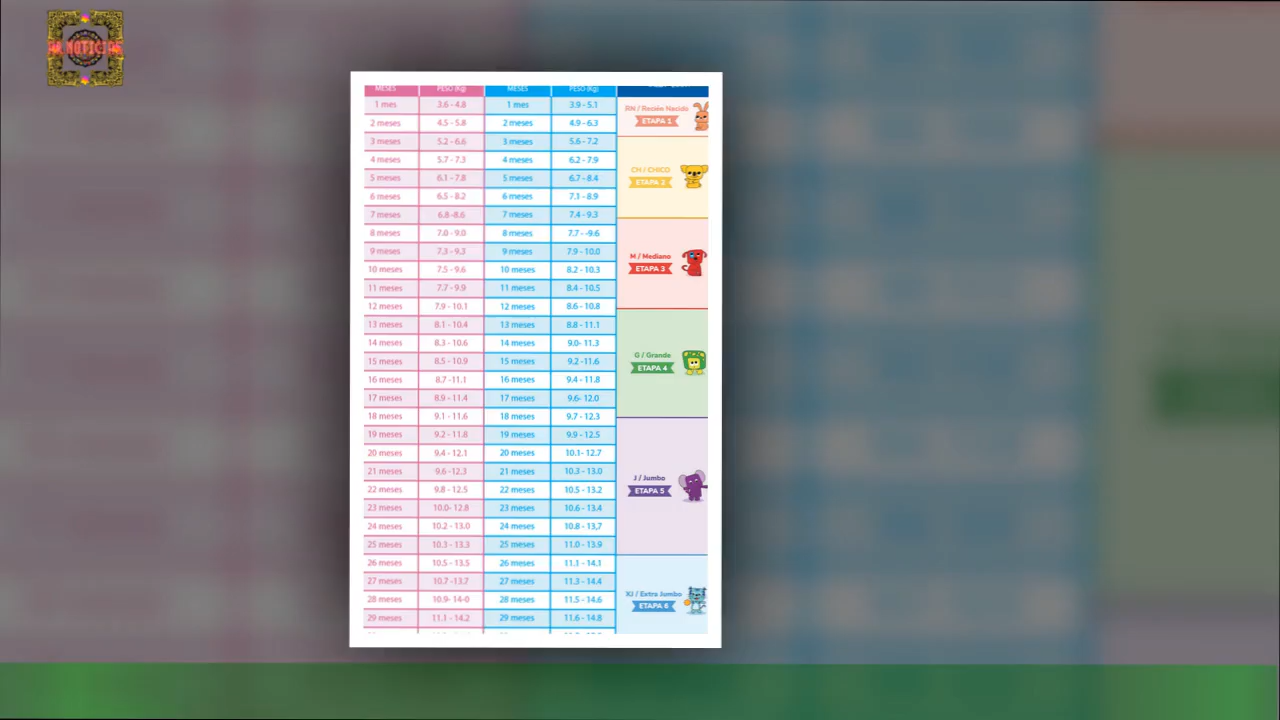 LA NOTICIAS
MESES PESO (Kg) MESES PESO (Kg)
1 mes 3.6 - 4.8 1 mes 3.9 - 5.1
RN / Recién Nacido
ETAPA 1
2 meses 4.5 - 5.8 2 meses 4.9 - 6.3
3 meses 5.2 - 6.6 3 meses 5.6 - 7.2
4 meses 5.7 - 7.3 4 meses 6.2 - 7.9
CH / CHICO
5 meses 6.1 - 7.8 5 meses 6.7 - 8.4
ETAPA 2
6 meses 6.5 - 8.2 6 meses 7.1 - 8.9
7 meses 6.8 -8.6 7 meses 7.4 - 9.3
8 meses 7.0 - 9.0 8 meses 7.7 - -9.6
9 meses 7.3 - 9.3 9 meses 7.9 - 10.0
M / Mediano
10 meses 7.5 - 9.6 10 meses 8.2 - 10.3
ETAPA 3
11 meses 7.7 - 9.9 11 meses 8.4 - 10.5
12 meses 7.9 - 10.1 12 meses 8.6 - 10.8
13 meses 8.1 - 10.4 13 meses 8.8 - 11.1
14 meses 8.3 - 10.6 14 meses 9.0- 11.3
G / Grande
15 meses 8.5 - 10.9 15 meses 9.2 -11.6
ETAPA 4
16 meses 8.7 -11.1 16 meses 9.4 - 11.8
17 meses 8.9 - 11.4 17 meses 9.6- 12.0
18 meses 9.1 - 11.6 18 meses 9.7 - 12.3
19 meses 9.2 - 11.8 19 meses 9.9 - 12.5
20 meses 9.4 - 12.1 20 meses 10.1- 12.7
21 meses 9.6 -12.3 21 meses 10.3 - 13.0
J / Jumbo
22 meses 9.8 - 12.5 22 meses 10.5 - 13.2
ETAPA 5
23 meses 10.0- 12.8 23 meses 10.6 - 13.4
24 meses 10.2 - 13.0 24 meses 10.8 - 13,7
25 meses 10.3 - 13.3 25 meses 11.0 - 13.9
26 meses 10.5 - 13.5 26 meses 11.1 - 14.1
27 meses 10.7 -13.7 27 meses 11.3 - 14.4
XJ / Extra Jumbo
28 meses 10.9- 14-0 28 meses 11.5 - 14.6
ETAPA 6
29 meses 11.1 - 14.2 29 meses 11.6 - 14.8